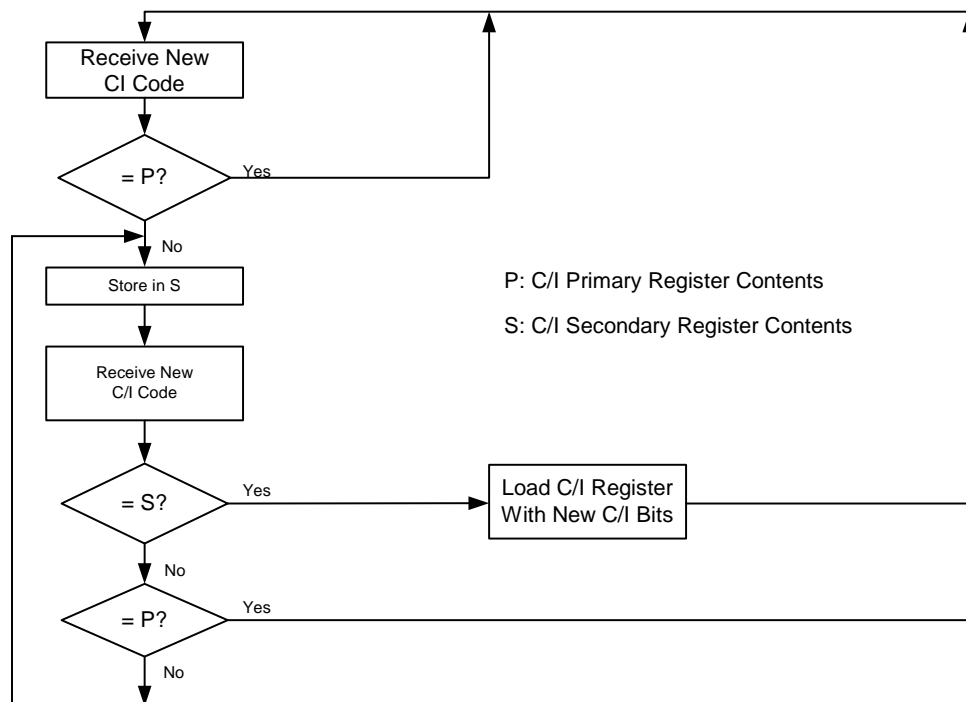 Receive New
CI Code
= P?
Yes
No
Store in S
P: C/I Primary Register Contents
S: C/I Secondary Register Contents
Receive New
C/I Code
= S?
Yes
Load C/I Register
With New C/I Bits
No
= P?
Yes
No